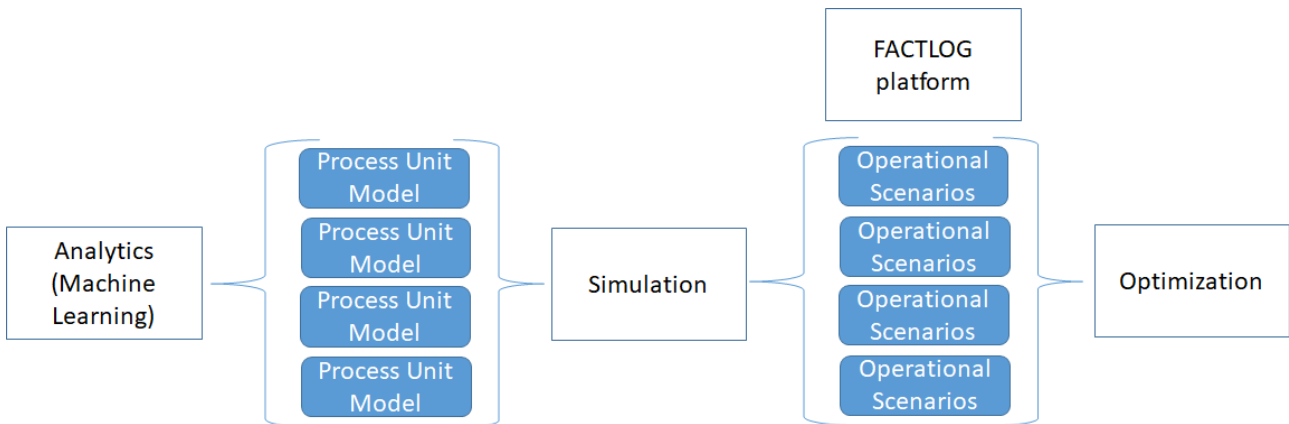 FACTLOG
platform
Analytics
(Machine
Learning)
Process Unit
Model
Process Unit
Model
Process Unit
Model
Process Unit
Model
Simulation
Operational
Scenarios
Operational
Scenarios
Operational
Scenarios
Operational
Scenarios
Optimization